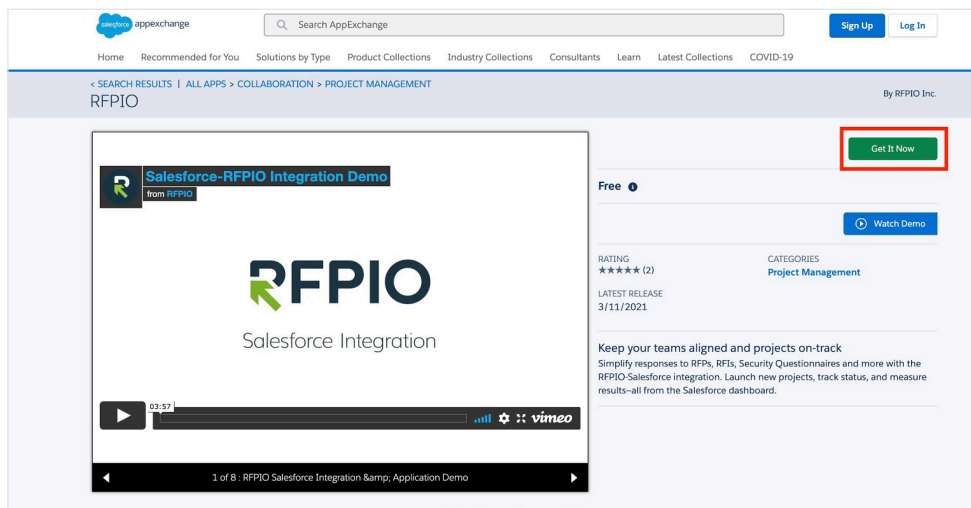 salesforce appexchange
Search AppExchange
Sign Up
Log In
Home Recommended for You Solutions by Type Product Collections Industry Collections Consultants Learn Latest Collections COVID-19
< SEARCH RESULTS | ALL APPS > COLLABORATION > PROJECT MANAGEMENT
RFPIO
By RFPIO Inc.
Get It Now
Salesforce-RFPIO Integration Demo
from RFPIO
RFPIO
Salesforce Integration
03:57
vimeo
1 of 8 : RFPIO Salesforce Integration &amp; Application Demo
Free
Watch Demo
RATING
★★★★★ (2)
CATEGORIES
Project Management
LATEST RELEASE
3/11/2021
Keep your teams aligned and projects on-track
Simplify responses to RFPs, RFIs, Security Questionnaires and more with the
RFPIO-Salesforce integration. Launch new projects, track status, and measure
results–all from the Salesforce dashboard.